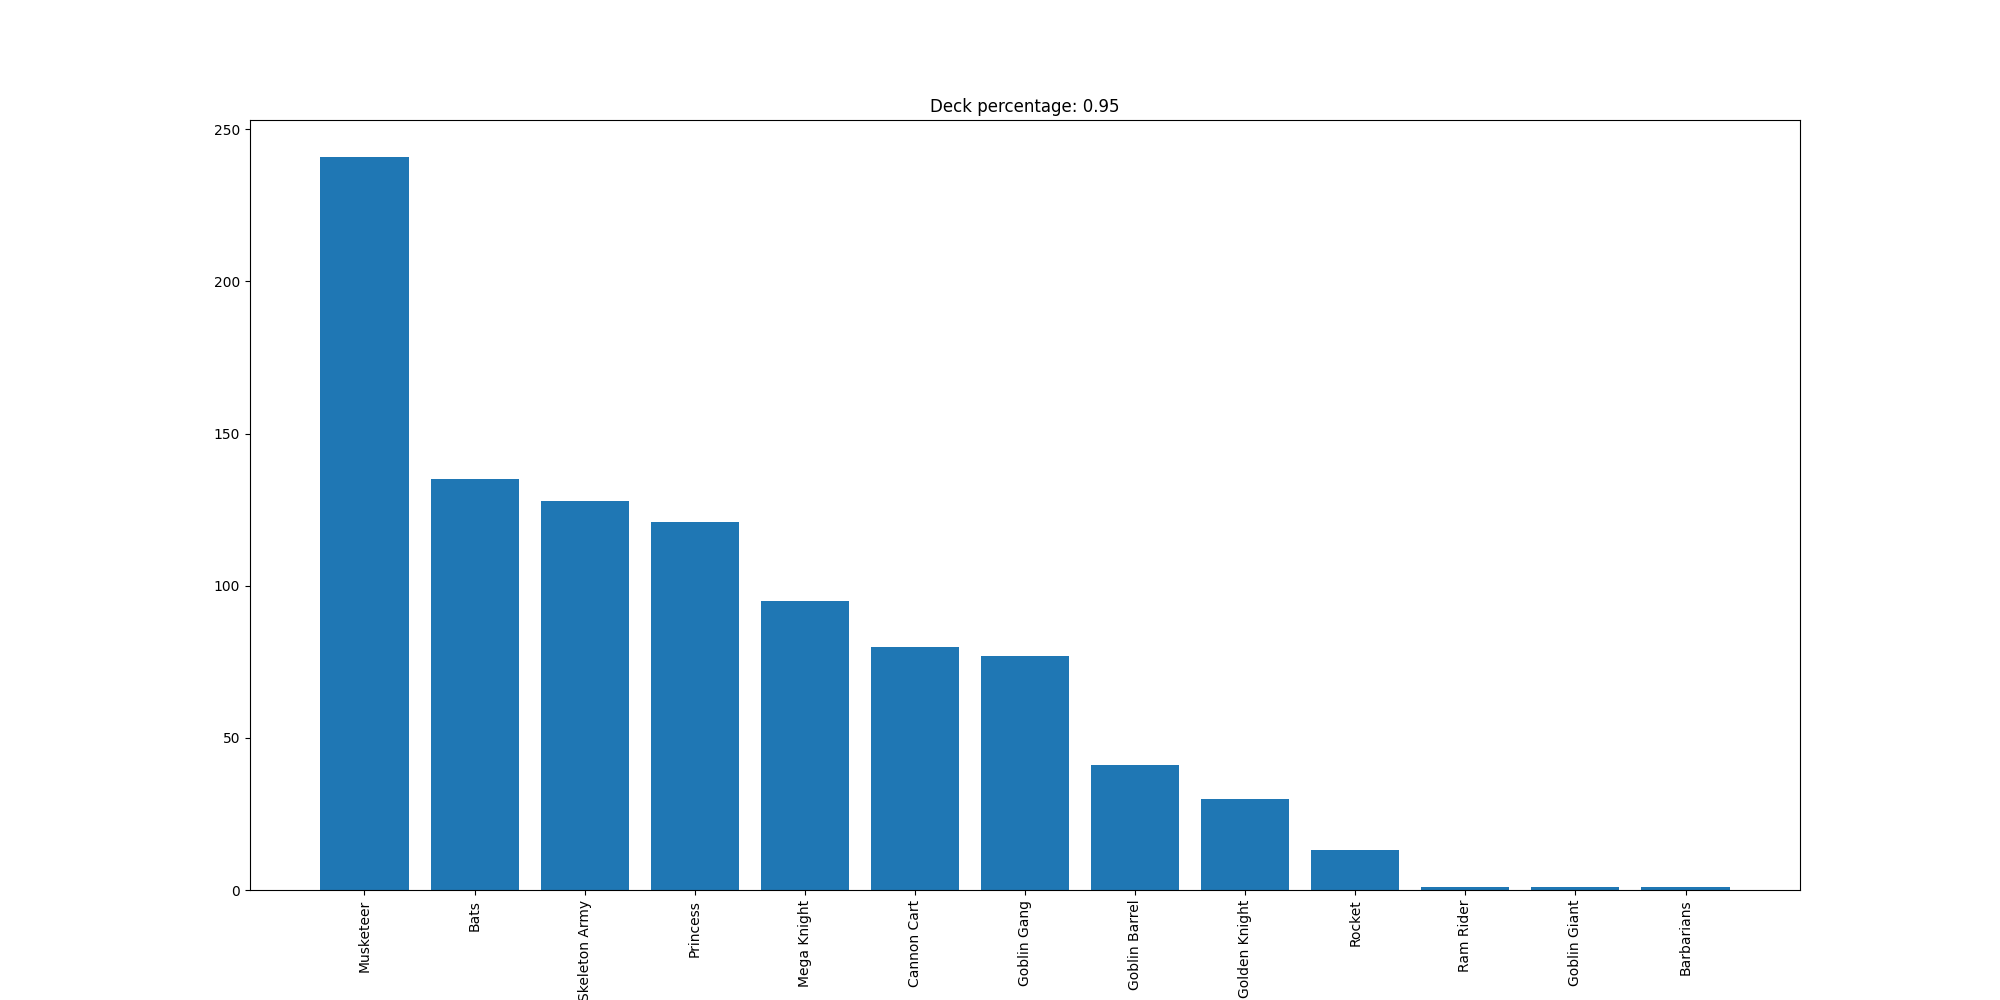 Deck percentage: 0.95
250
200
150
100
50
0
Musketeer
Bats
Skeleton Army
Princess
Mega Knight
Cannon Cart
Goblin Gang
Goblin Barrel
Golden Knight
Rocket
Ram Rider
Goblin Giant
Barbarians